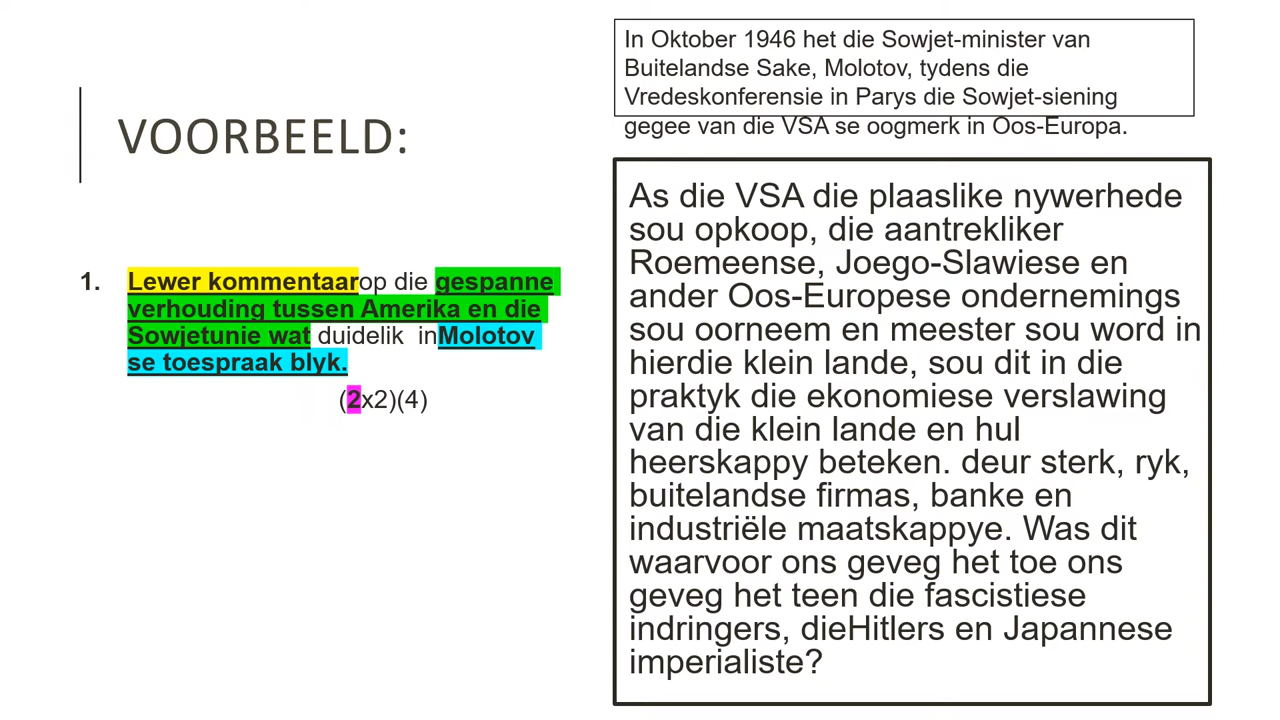 VOORBEELD:
1. Lewer kommentaarop die gespanne
verhouding tussen Amerika en die
Sowjetunie wat duidelik inMolotov
se toespraak blyk.
(2x2)(4)
In Oktober 1946 het die Sowjet-minister van
Buitelandse Sake, Molotov, tydens die
Vredeskonferensie in Parys die Sowjet-siening
gegee van die VSA se oogmerk in Oos-Europa.
As die VSA die plaaslike nywerhede
sou opkoop, die aantrekliker
Roemeense, Joego-Slawiese en
ander Oos-Europese ondernemings
sou oorneem en meester sou word in
hierdie klein lande, sou dit in die
praktyk die ekonomiese verslawing
van die klein lande en hul
heerskappy beteken. deur sterk, ryk,
buitelandse firmas, banke en
industriële maatskappye. Was dit
waarvoor ons geveg het toe ons
geveg het teen die fascistiese
indringers, dieHitlers en Japannese
imperialiste?